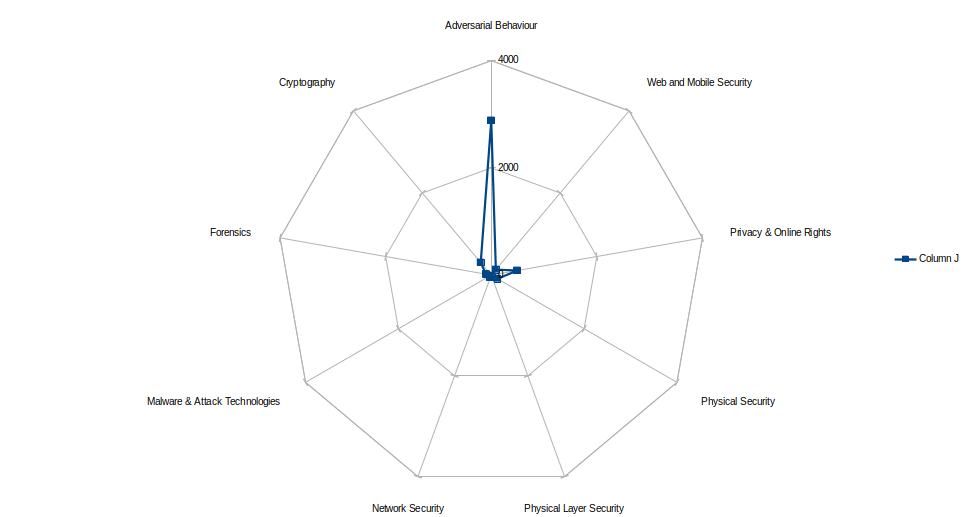 Adversarial Behaviour
4000
Cryptography
Web and Mobile Security
2000
Forensics
Privacy & Online Rights
Column J
0
Malware & Attack Technologies
Physical Security
Network Security
Physical Layer Security